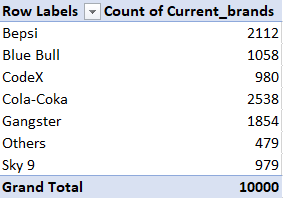 Row Labels Count of Current_brands
Bepsi 2112
Blue Bull 1058
CodeX 980
Cola-Coka 2538
Gangster 1854
Others 479
Sky 9 979
Grand Total 10000